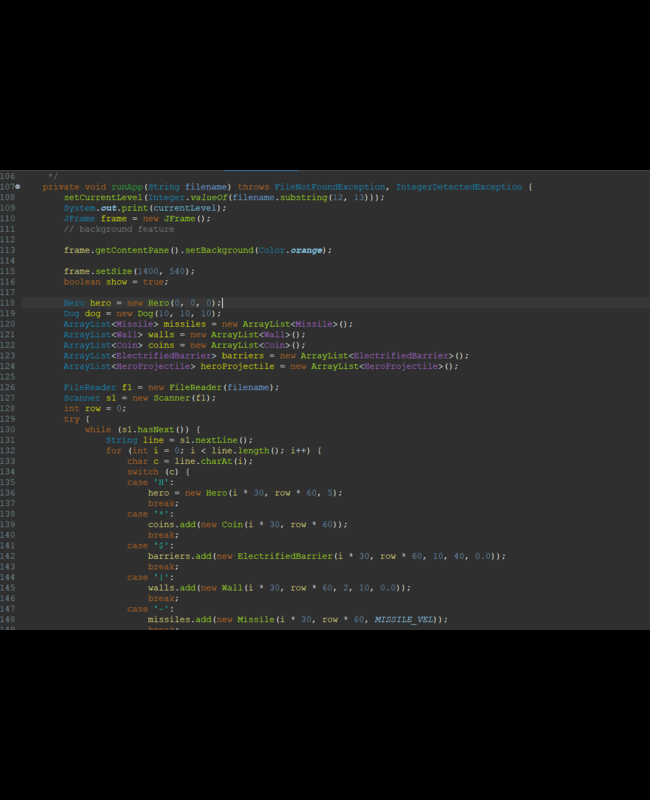 106 */
107 private void runApp(String filename) throws FileNotFoundException, IntegerDetectedException {
108 setCurrentLevel(Integer.valueOf(filename.substring(12, 13)));
109 System.out.print(currentLevel);
110 JFrame frame = new JFrame();
111 // background feature
112
113 frame.getContentPane().setBackground(Color.orange);
114
115 frame.setSize(1400, 540);
116 boolean show = true;
117
118 Hero hero = new Hero(0, 0, 0);
119 Dog dog = new Dog(10, 10, 10);
120 ArrayList<Missile> missiles = new ArrayList<Missile>();
121 ArrayList<Wall> walls = new ArrayList<Wall>();
122 ArrayList<Coin> coins = new ArrayList<Coin>();
123 ArrayList<ElectrifiedBarrier> barriers = new ArrayList<ElectrifiedBarrier>();
124 ArrayList<HeroProjectile> heroProjectile = new ArrayList<HeroProjectile>();
125
126 FileReader f1 = new FileReader(filename);
127 Scanner s1 = new Scanner(f1);
128 int row = 0;
129 try {
130 while (s1.hasNext()) {
131 String line = s1.nextLine();
132 for (int i = 0; i < line.length(); i++) {
133 char c = line.charAt(i);
134 switch (c) {
135 case 'H':
136 hero = new Hero(i * 30, row * 60, 5);
137 break;
138 case '*':
139 coins.add(new Coin(i * 30, row * 60));
140 break;
141 case '$':
142 barriers.add(new ElectrifiedBarrier(i * 30, row * 60, 10, 40, 0.0));
143 break;
144 case '|':
145 walls.add(new Wall(i * 30, row * 60, 2, 10, 0.0));
146 break;
147 case '-':
148 missiles.add(new Missile(i * 30, row * 60, MISSILE_VEL));
149 break;